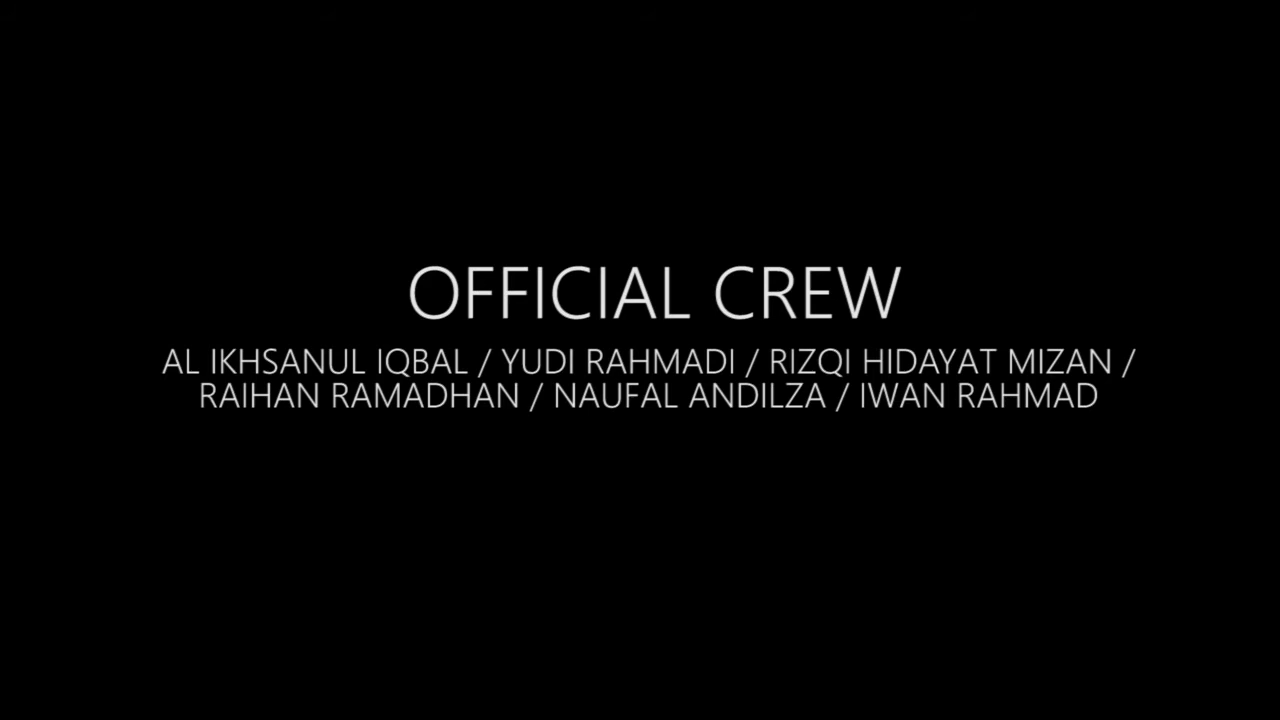 OFFICIAL CREW
AL IKHSANUL IQBAL / YUDI RAHMADI / RIZQI HIDAYAT MIZAN /
RAIHAN RAMADHAN / NAUFAL ANDILZA / IWAN RAHMAD